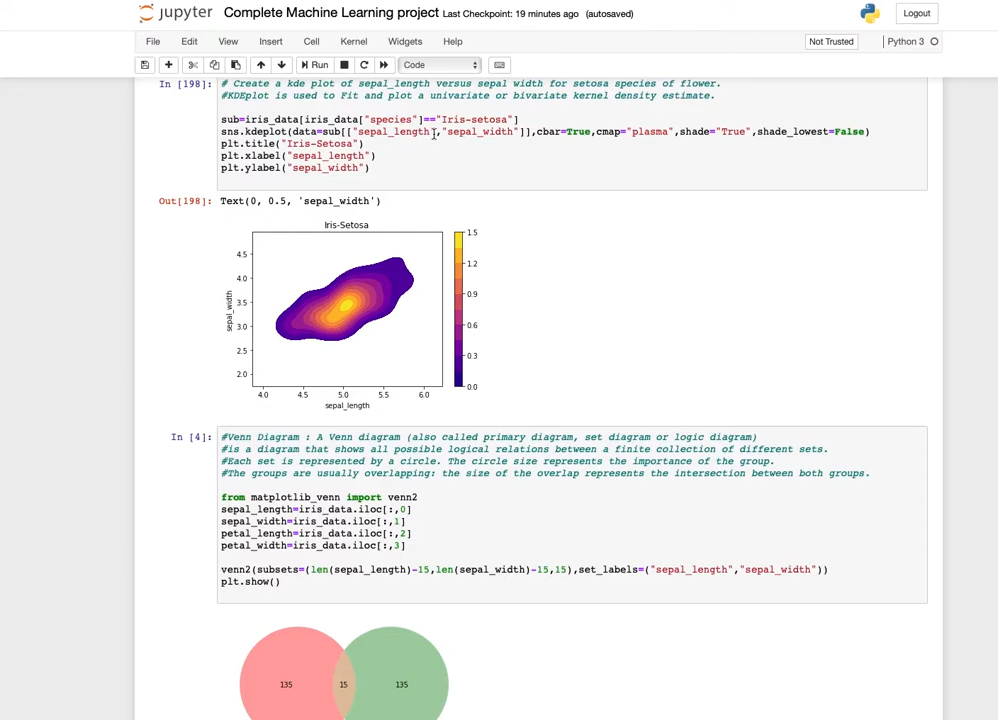 jupyter Complete Machine Learning project Last Checkpoint: 19 minutes ago (autosaved) Logout
File Edit View Insert Cell Kernel Widgets Help Not Trusted Python 3
Run Code
In [198]: # Create a kde plot of sepal_length versus sepal width for setosa species of flower.
#KDEplot is used to Fit and plot a univariate or bivariate kernel density estimate.
sub=iris_data[iris_data["species"]=="Iris-setosa"]
sns.kdeplot(data=sub[["sepal_length","sepal_width"]],cbar=True,cmap="plasma",shade="True",shade_lowest=False)
plt.title("Iris-Setosa")
plt.xlabel("sepal_length")
plt.ylabel("sepal_width")
Out[198]: Text(0, 0.5, 'sepal_width')
Iris-Setosa
4.5
4.0
3.5
3.0
2.5
2.0
sepal_width
4.0 4.5 5.0 5.5 6.0
sepal_length
1.5
1.2
0.9
0.6
0.3
0.0
In [4]: #Venn Diagram : A Venn diagram (also called primary diagram, set diagram or logic diagram)
#is a diagram that shows all possible logical relations between a finite collection of different sets.
#Each set is represented by a circle. The circle size represents the importance of the group.
#The groups are usually overlapping: the size of the overlap represents the intersection between both groups.
from matplotlib_venn import venn2
sepal_length=iris_data.iloc[:,0]
sepal_width=iris_data.iloc[:,1]
petal_length=iris_data.iloc[:,2]
petal_width=iris_data.iloc[:,3]
venn2(subsets=(len(sepal_length)-15,len(sepal_width)-15,15),set_labels=("sepal_length","sepal_width"))
plt.show()
135 15 135